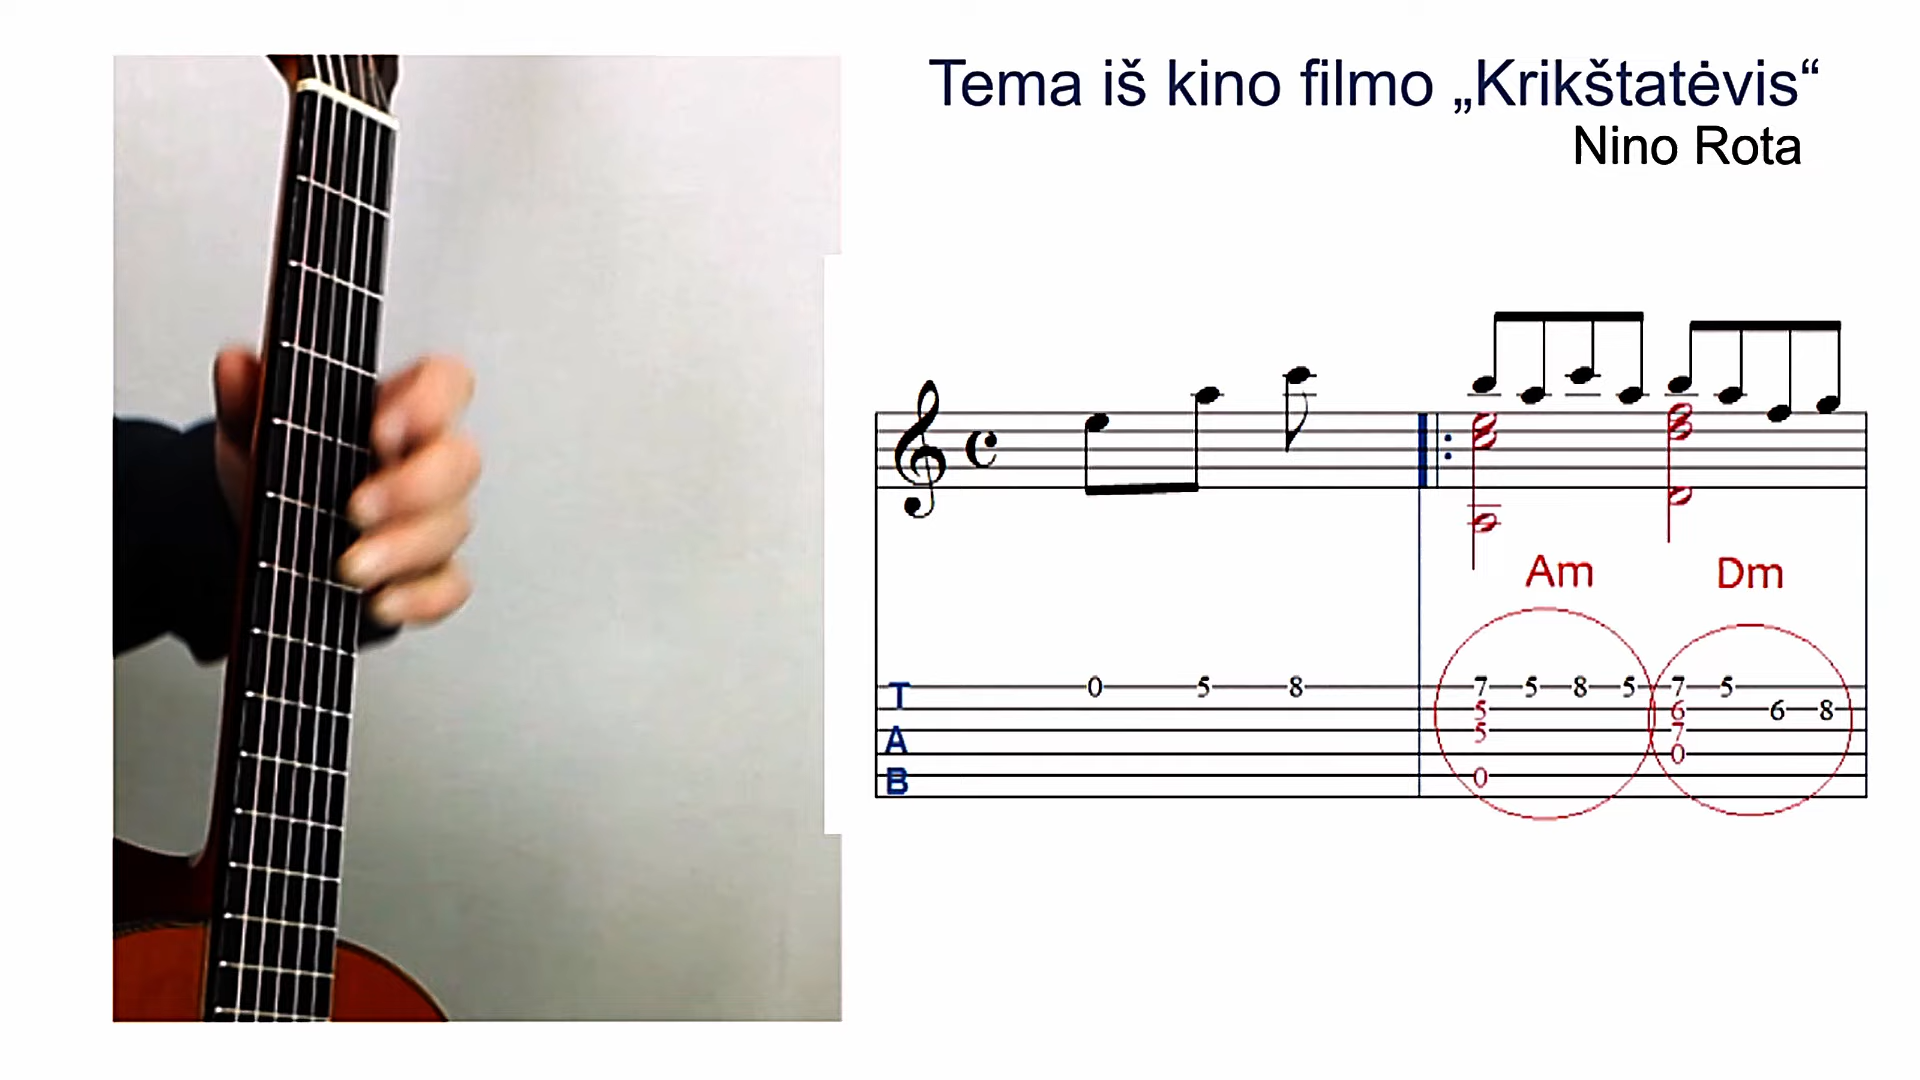 Tema iš kino filmo „Krikštatėvis“
Nino Rota
Am Dm
T 0 5 8 7 5 8 5 7 5
5 6 6 8
A 5 7
0
B 0